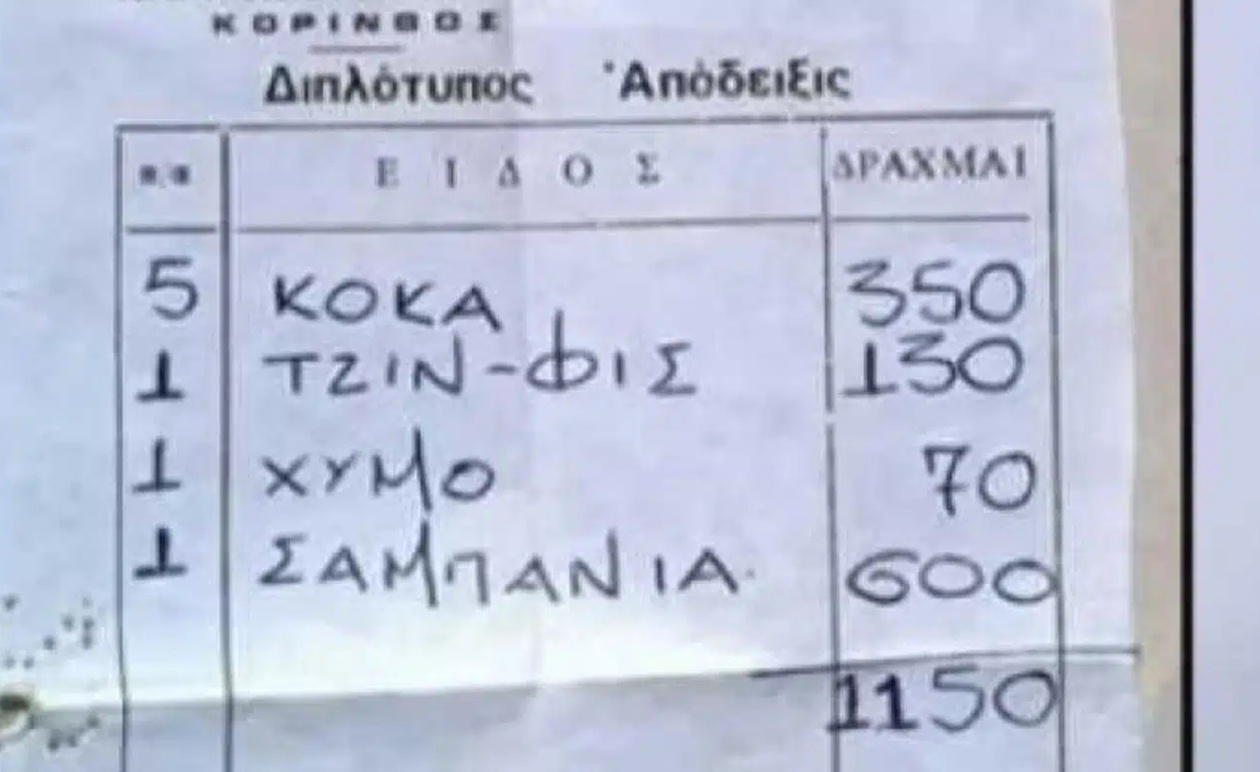 ΚΟΡΙΝΘΟΣ
Διπλότυπος Ἀπόδειξις
ΕΙΔΟΣ ΔΡΑΧΜΑΙ
5 ΚΟΚΑ 350
1 ΤΖΙΝ-ΦΙΣ 130
1 ΧΥΜΟ 70
1 ΣΑΜΠΑΝΙΑ 600
1150